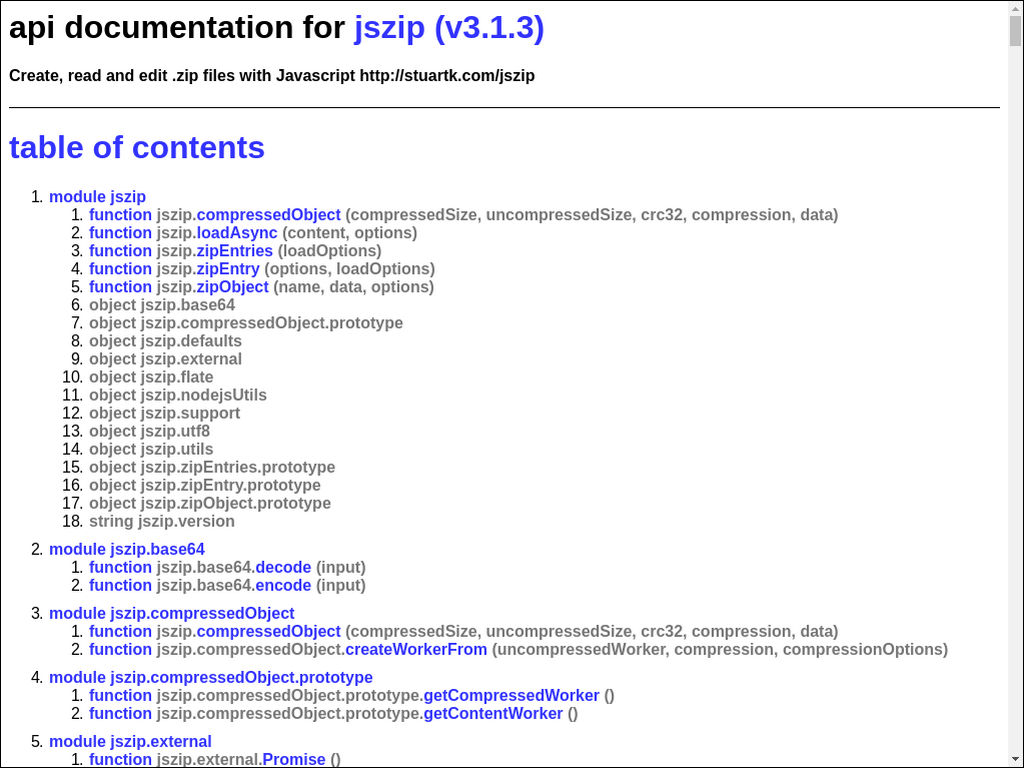 api documentation for jszip (v3.1.3)
Create, read and edit .zip files with Javascript http://stuartk.com/jszip
table of contents
1. module jszip
1. function jszip.compressedObject (compressedSize, uncompressedSize, crc32, compression, data)
2. function jszip.loadAsync (content, options)
3. function jszip.zipEntries (loadOptions)
4. function jszip.zipEntry (options, loadOptions)
5. function jszip.zipObject (name, data, options)
6. object jszip.base64
7. object jszip.compressedObject.prototype
8. object jszip.defaults
9. object jszip.external
10. object jszip.flate
11. object jszip.nodejsUtils
12. object jszip.support
13. object jszip.utf8
14. object jszip.utils
15. object jszip.zipEntries.prototype
16. object jszip.zipEntry.prototype
17. object jszip.zipObject.prototype
18. string jszip.version
2. module jszip.base64
1. function jszip.base64.decode (input)
2. function jszip.base64.encode (input)
3. module jszip.compressedObject
1. function jszip.compressedObject (compressedSize, uncompressedSize, crc32, compression, data)
2. function jszip.compressedObject.createWorkerFrom (uncompressedWorker, compression, compressionOptions)
4. module jszip.compressedObject.prototype
1. function jszip.compressedObject.prototype.getCompressedWorker ()
2. function jszip.compressedObject.prototype.getContentWorker ()
5. module jszip.external
1. function jszip.external.Promise ()